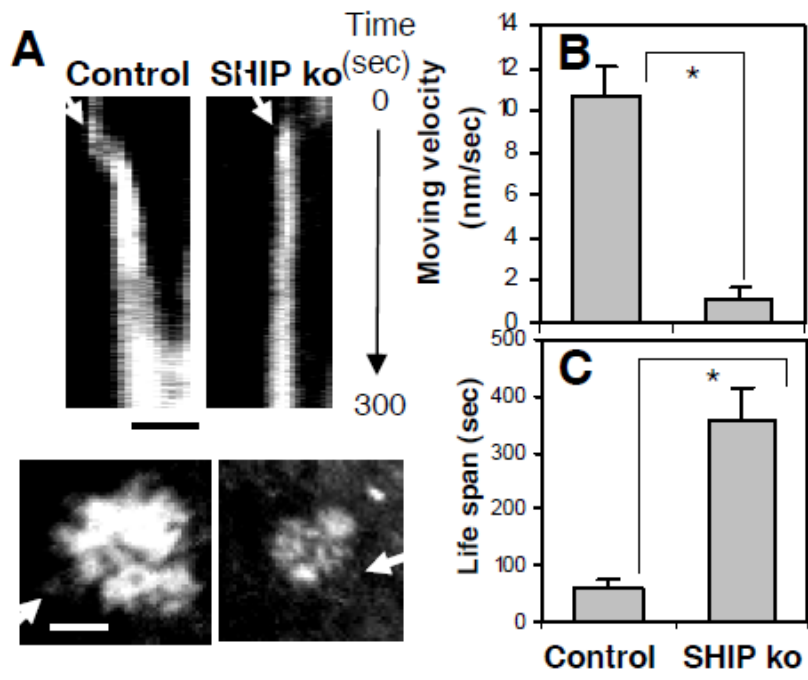 A
Control
SHIP ko
Time
(sec)
0
300
B
Moving velocity
(nm/sec)
14
12
10
8
6
4
2
0
*
C
Life span (sec)
500
400
300
200
100
0
*
Control
SHIP ko